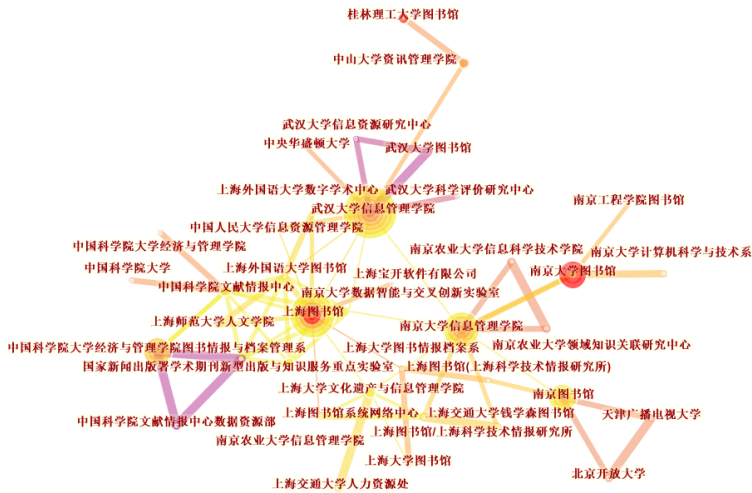 桂林理工大学图书馆
中山大学资讯管理学院
武汉大学信息资源研究中心
中央华盛顿大学
武汉大学图书馆
上海外国语大学数字学术中心
武汉大学科学评价研究中心
南京工程学院图书馆
武汉大学信息管理学院
中国人民大学信息资源管理学院
中国科学院大学经济与管理学院
南京农业大学信息科学技术学院
南京大学计算机科学与技术系
中国科学院大学
上海外国语大学图书馆
上海宝开软件有限公司
南京大学图书馆
中国科学院文献情报中心
南京大学数据智能与交叉创新实验室
上海图书馆
上海师范大学人文学院
南京大学信息管理学院
中国科学院大学经济与管理学院图书情报与档案管理系
上海大学图书情报档案系
南京农业大学领域知识关联研究中心
国家新闻出版署学术期刊新型出版与知识服务重点实验室
上海图书馆(上海科学技术情报研究所)
上海大学文化遗产与信息管理学院
南京图书馆
上海图书馆系统网络中心
上海交通大学钱学森图书馆
天津广播电视大学
中国科学院文献情报中心数据资源部
上海图书馆/上海科学技术情报研究所
南京农业大学信息管理学院
上海大学图书馆
北京开放大学
上海交通大学人力资源处